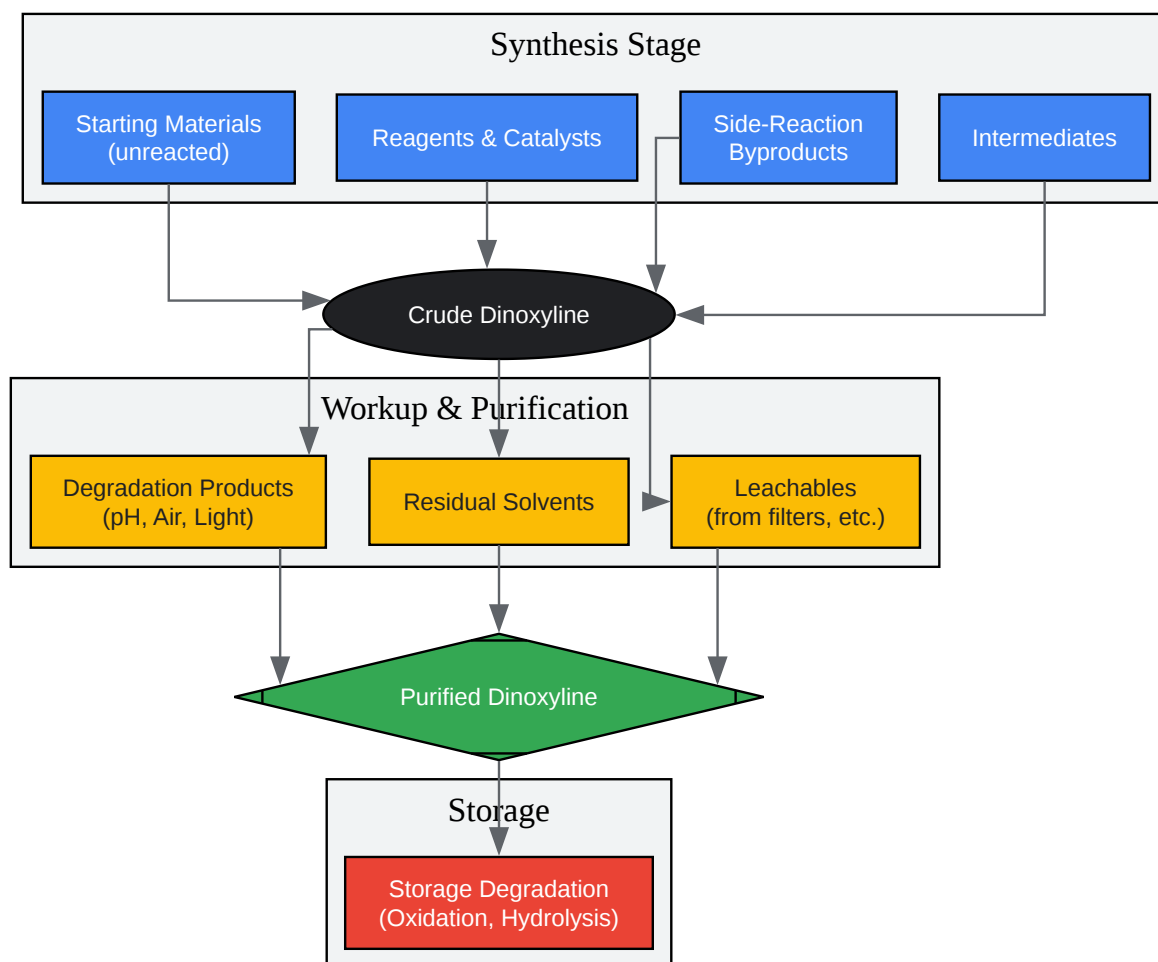 Synthesis Stage
Starting Materials
(unreacted)
Reagents & Catalysts
Side-Reaction
Byproducts
Intermediates
Crude Dinoxyline
Workup & Purification
Degradation Products
(pH, Air, Light)
Residual Solvents
Leachables
(from filters, etc.)
Purified Dinoxyline
Storage
Storage Degradation
(Oxidation, Hydrolysis)